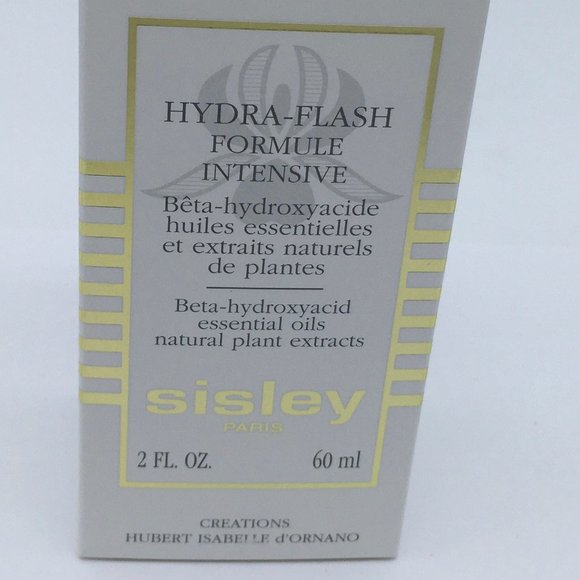 HYDRA-FLASH
FORMULE
INTENSIVE
Bêta-hydroxyacide
huiles essentielles
et extraits naturels
de plantes
Beta-hydroxyacid
essential oils
natural plant extracts
sisley
PARIS
2 FL. OZ. 60 ml
CREATIONS
HUBERT ISABELLE d'ORNANO